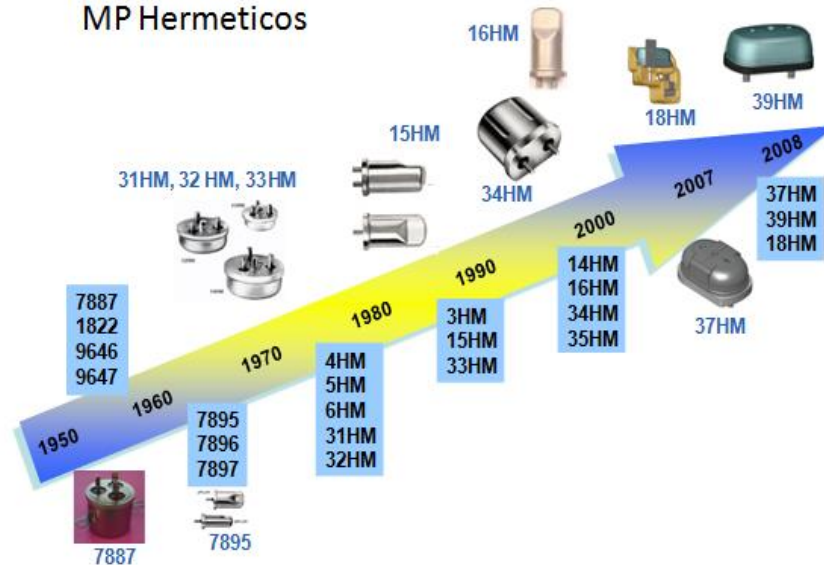 MP Hermeticos
16HM
18HM
39HM
15HM
34HM
31HM, 32 HM, 33HM
2008
2007
2000
1990
1980
1970
1960
1950
37HM
39HM
18HM
14HM
16HM
34HM
35HM
37HM
3HM
15HM
33HM
7887
1822
9646
9647
4HM
5HM
6HM
31HM
32HM
7895
7896
7897
7887
7895